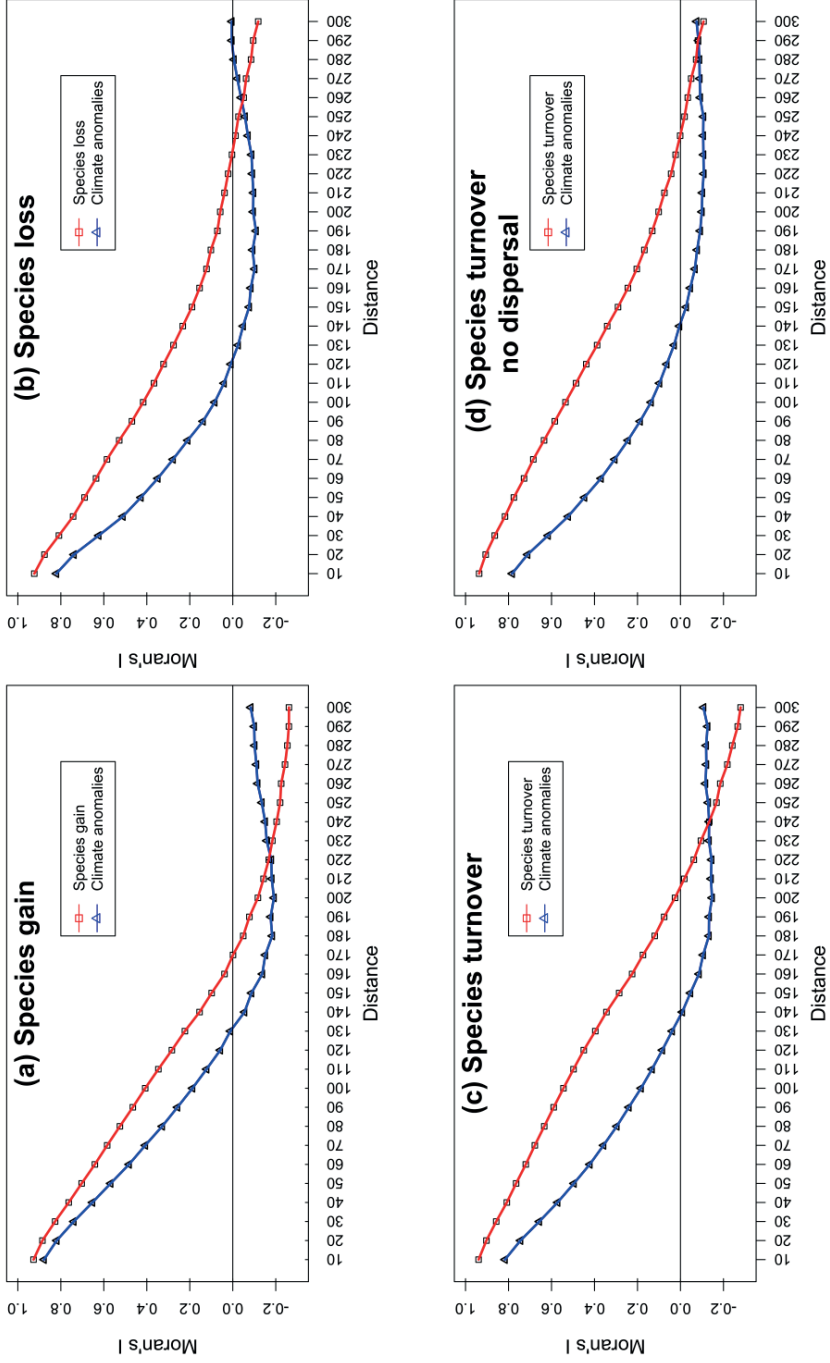 (a) Species gain
Species gain
Climate anomalies
Moran's I
1.0
0.8
0.6
0.4
0.2
0.0
-0.2
10 20 30 40 50 60 70 80 90 100 110 120 130 140 150 160 170 180 190 200 210 220 230 240 250 260 270 280 290 300
Distance
(b) Species loss
Species loss
Climate anomalies
Moran's I
1.0
0.8
0.6
0.4
0.2
0.0
-0.2
10 20 30 40 50 60 70 80 90 100 110 120 130 140 150 160 170 180 190 200 210 220 230 240 250 260 270 280 290 300
Distance
(c) Species turnover
Species turnover
Climate anomalies
Moran's I
1.0
0.8
0.6
0.4
0.2
0.0
-0.2
10 20 30 40 50 60 70 80 90 100 110 120 130 140 150 160 170 180 190 200 210 220 230 240 250 260 270 280 290 300
Distance
(d) Species turnover
no dispersal
Species turnover
Climate anomalies
Moran's I
1.0
0.8
0.6
0.4
0.2
0.0
-0.2
10 20 30 40 50 60 70 80 90 100 110 120 130 140 150 160 170 180 190 200 210 220 230 240 250 260 270 280 290 300
Distance